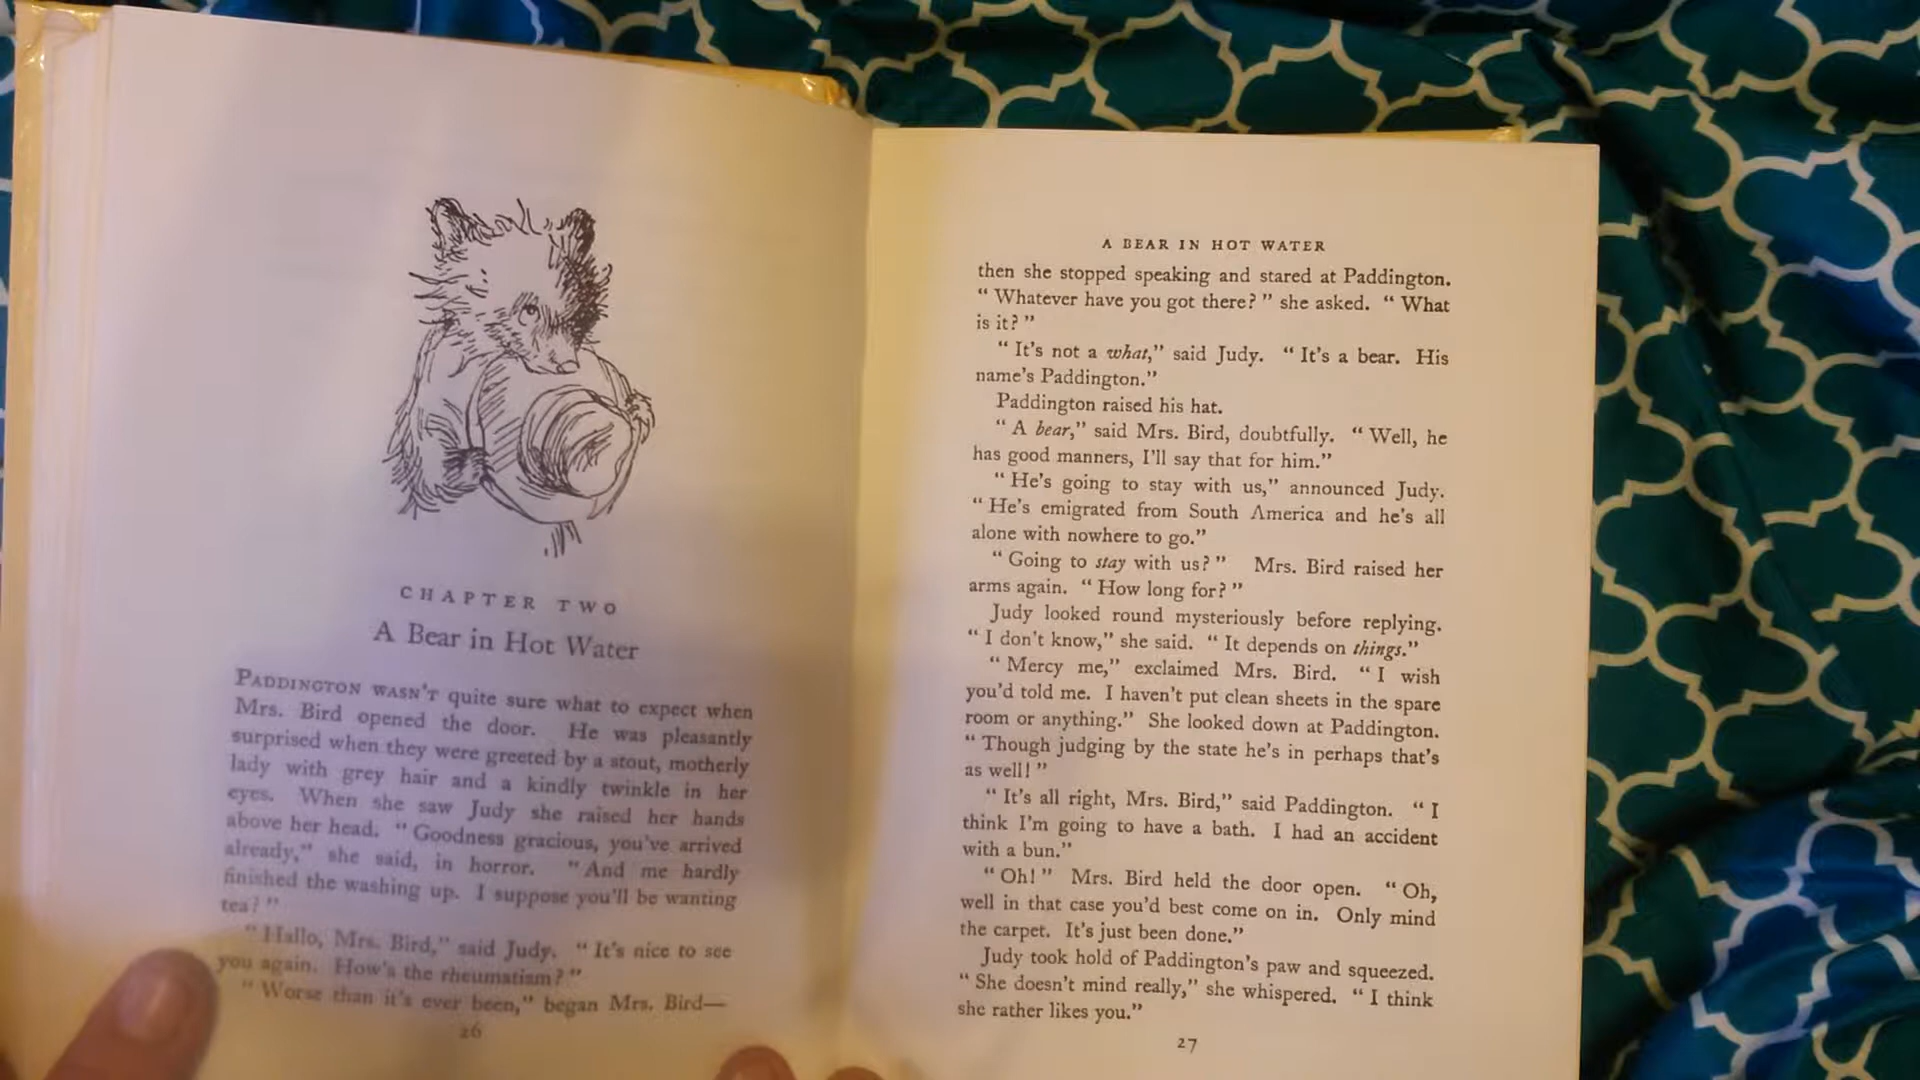 CHAPTER TWO
A Bear in Hot Water
PADDINGTON WASN'T quite sure what to expect when
Mrs. Bird opened the door. He was pleasantly
surprised when they were greeted by a stout, motherly
lady with grey hair and a kindly twinkle in her
eyes. When she saw Judy she raised her hands
above her head. “Goodness gracious, you've arrived
already,” she said, in horror. “And me hardly
finished the washing up. I suppose you'll be wanting
tea?”
“Hallo, Mrs. Bird,” said Judy. “It's nice to see
you again. How's the rheumatism?”
“Worse than it's ever been,” began Mrs. Bird—
26
A BEAR IN HOT WATER
then she stopped speaking and stared at Paddington.
“Whatever have you got there?” she asked. “What
is it?”
“It's not a what,” said Judy. “It's a bear. His
name's Paddington.”
Paddington raised his hat.
“A bear,” said Mrs. Bird, doubtfully. “Well, he
has good manners, I'll say that for him.”
“He's going to stay with us,” announced Judy.
“He's emigrated from South America and he's all
alone with nowhere to go.”
“Going to stay with us?” Mrs. Bird raised her
arms again. “How long for?”
Judy looked round mysteriously before replying.
“I don't know,” she said. “It depends on things.”
“Mercy me,” exclaimed Mrs. Bird. “I wish
you'd told me. I haven't put clean sheets in the spare
room or anything.” She looked down at Paddington.
“Though judging by the state he's in perhaps that's
as well!”
“It's all right, Mrs. Bird,” said Paddington. “I
think I'm going to have a bath. I had an accident
with a bun.”
“Oh!” Mrs. Bird held the door open. “Oh,
well in that case you'd best come on in. Only mind
the carpet. It's just been done.”
Judy took hold of Paddington's paw and squeezed.
“She doesn't mind really,” she whispered. “I think
she rather likes you.”
27